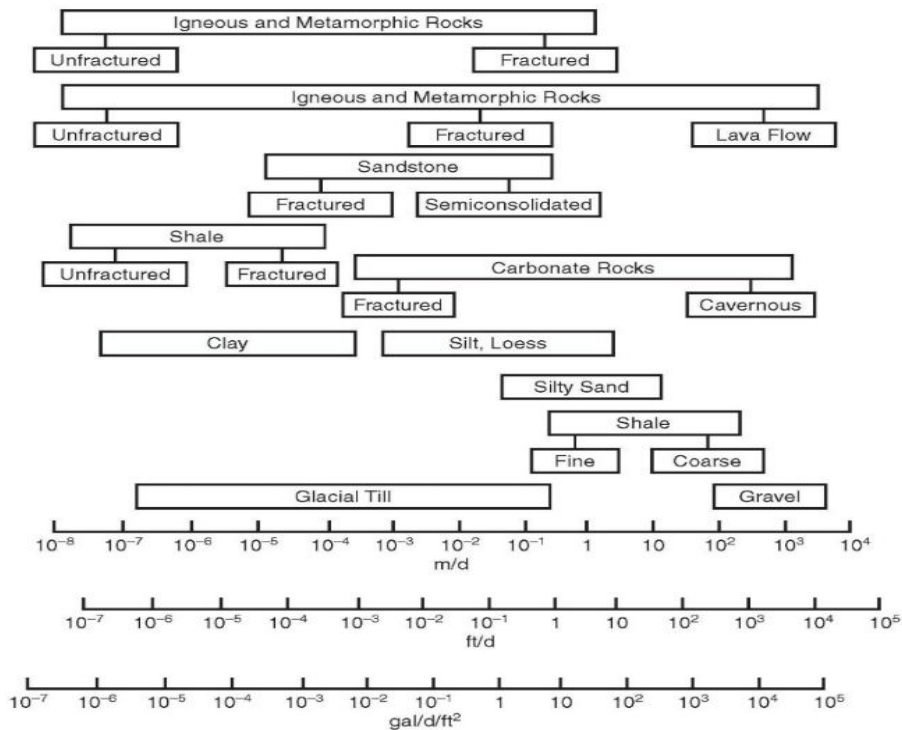 Igneous and Metamorphic Rocks
Unfractured Fractured
Igneous and Metamorphic Rocks
Unfractured Fractured Lava Flow
Sandstone
Fractured Semiconsolidated
Shale
Unfractured Fractured
Carbonate Rocks
Fractured Cavernous
Clay Silt, Loess
Silty Sand
Shale
Fine Coarse
Glacial Till Gravel
10⁻⁸ 10⁻⁷ 10⁻⁶ 10⁻⁵ 10⁻⁴ 10⁻³ 10⁻² 10⁻¹ 1 10 10² 10³ 10⁴
m/d
10⁻⁷ 10⁻⁶ 10⁻⁵ 10⁻⁴ 10⁻³ 10⁻² 10⁻¹ 1 10 10² 10³ 10⁴ 10⁵
ft/d
10⁻⁷ 10⁻⁶ 10⁻⁵ 10⁻⁴ 10⁻³ 10⁻² 10⁻¹ 1 10 10² 10³ 10⁴ 10⁵
gal/d/ft²